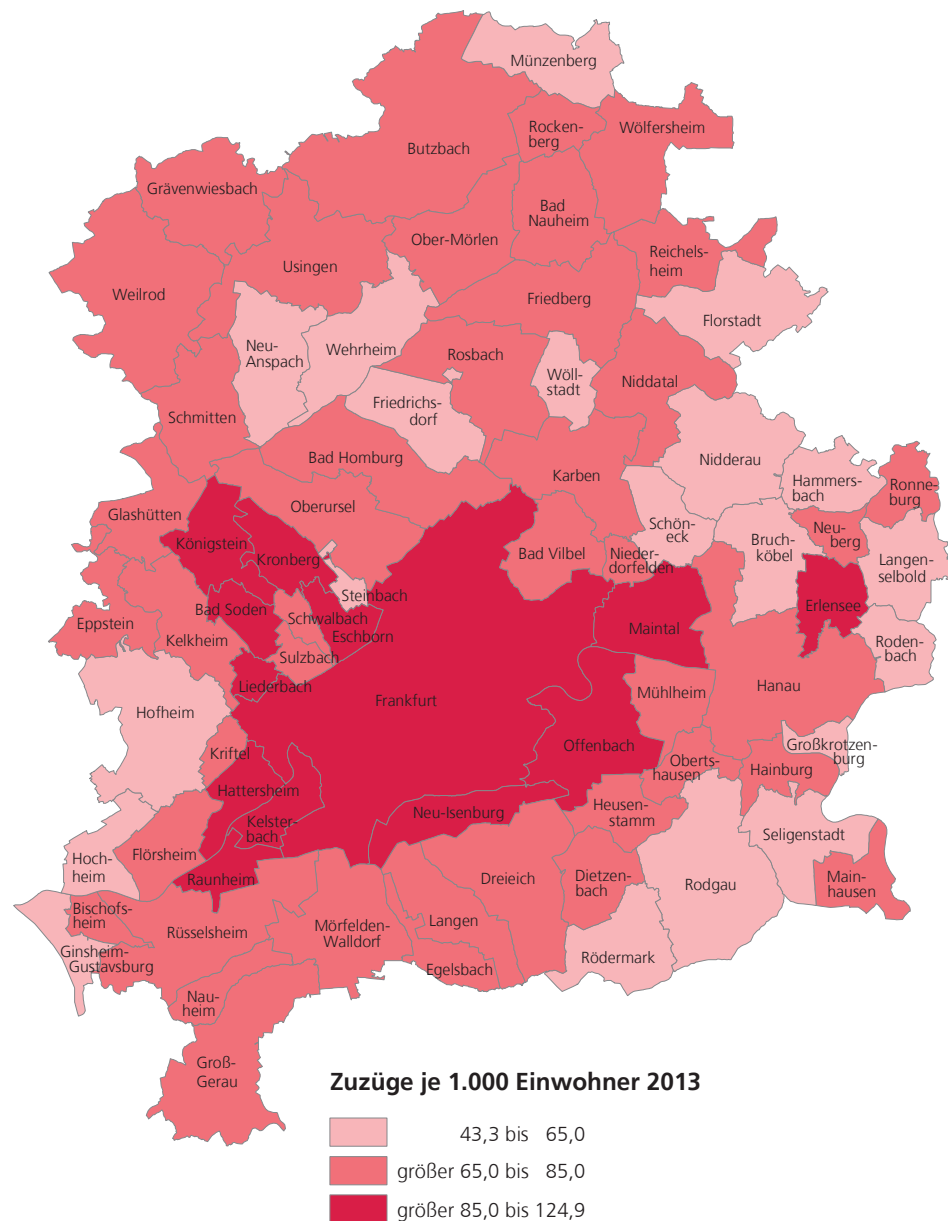 Münzenberg
Rocken-
berg
Wölfersheim
Butzbach
Grävenwiesbach
Bad
Nauheim
Ober-Mörlen
Reichels-
heim
Usingen
Weilrod
Friedberg
Florstadt
Neu-
Anspach
Wehrheim
Rosbach
Wöll-
stadt
Niddatal
Friedrichs-
dorf
Schmitten
Bad Homburg
Nidderau
Karben
Hammers-
bach
Ronne-
burg
Oberursel
Glashütten
Schön-
eck
Neu-
berg
Bruch-
köbel
Königstein
Kronberg
Bad Vilbel
Nieder-
dorfelden
Langen-
selbold
Steinbach
Bad Soden
Schwalbach
Eschborn
Erlensee
Eppstein
Kelkheim
Maintal
Sulzbach
Roden-
bach
Liederbach
Mühlheim
Hanau
Frankfurt
Hofheim
Offenbach
Großkrotzen-
burg
Kriftel
Oberts-
hausen
Hainburg
Hattersheim
Heusen-
stamm
Neu-Isenburg
Kelster-
bach
Seligenstadt
Hoch-
heim
Flörsheim
Raunheim
Dreieich
Dietzen-
bach
Rodgau
Main-
hausen
Bischofs-
heim
Rüsselsheim
Mörfelden-
Walldorf
Langen
Ginsheim-
Gustavsburg
Egelsbach
Rödermark
Nau-
heim
Groß-
Gerau
Zuzüge je 1.000 Einwohner 2013
43,3 bis 65,0
größer 65,0 bis 85,0
größer 85,0 bis 124,9